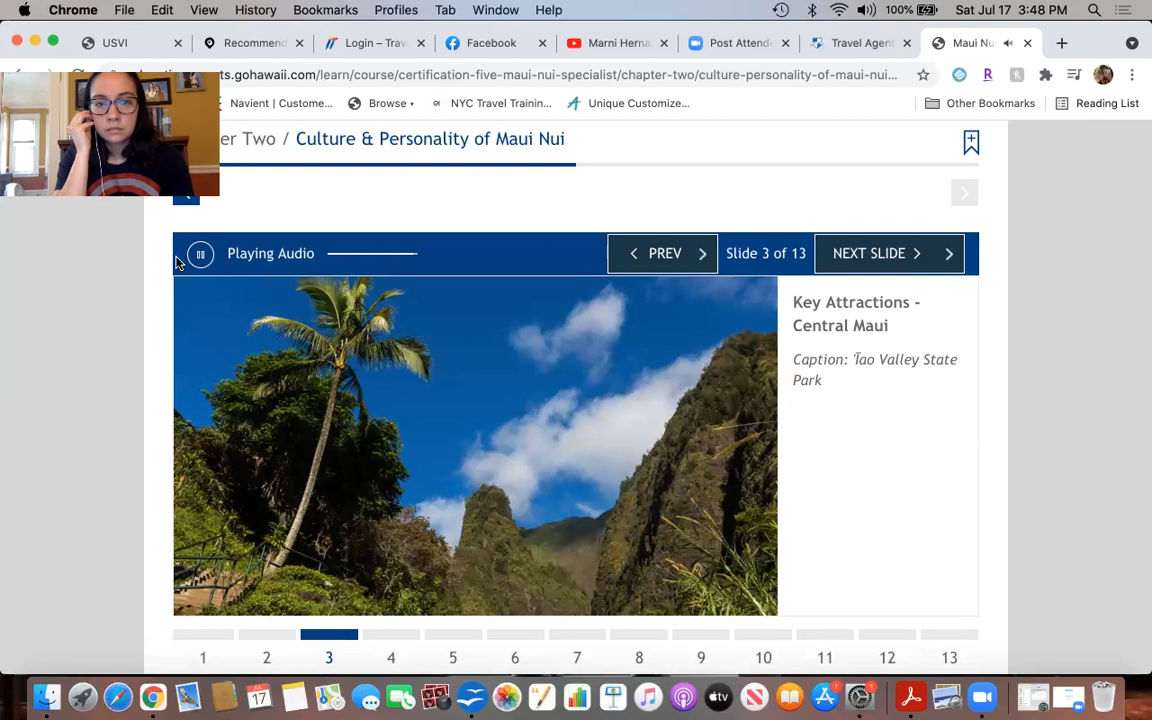 Chrome File Edit View History Bookmarks Profiles Tab Window Help 100% Sat Jul 17 3:48 PM
USVI Recommend Login – Trav Facebook Marni Herna Post Attende Travel Agent Maui Nu
ts.gohawaii.com/learn/course/certification-five-maui-nui-specialist/chapter-two/culture-personality-of-maui-nui...
Navient | Custome... Browse NYC Travel Trainin... Unique Customize... Other Bookmarks Reading List
er Two / Culture & Personality of Maui Nui
Playing Audio PREV Slide 3 of 13 NEXT SLIDE
Key Attractions -
Central Maui
Caption: ʻĪao Valley State
Park
1 2 3 4 5 6 7 8 9 10 11 12 13